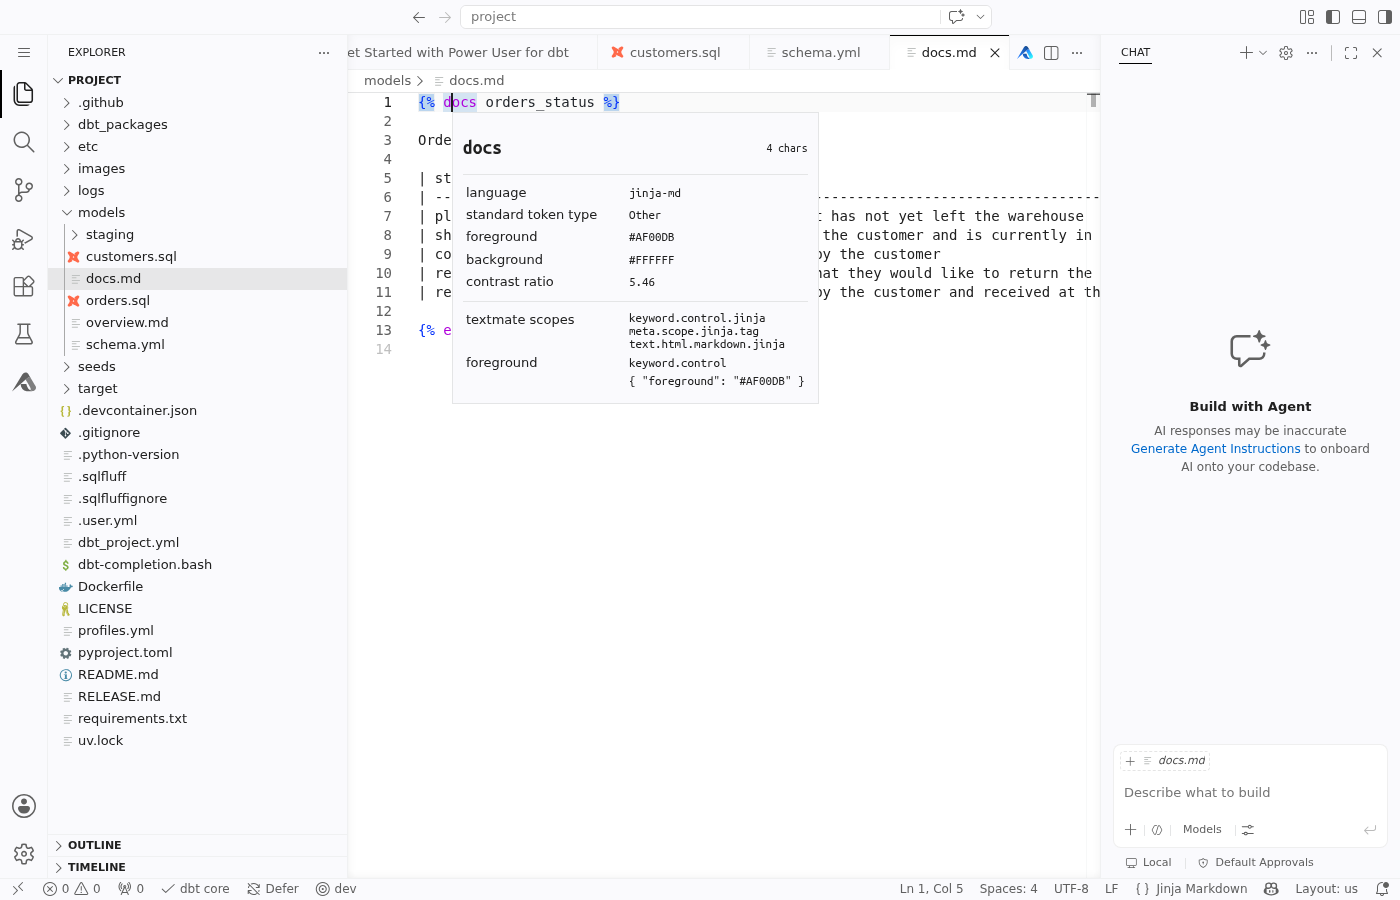 project
EXPLORER
PROJECT
.github
dbt_packages
etc
images
logs
models
staging
customers.sql
docs.md
orders.sql
overview.md
schema.yml
seeds
target
.devcontainer.json
.gitignore
.python-version
.sqlfluff
.sqlfluffignore
.user.yml
dbt_project.yml
dbt-completion.bash
Dockerfile
LICENSE
profiles.yml
pyproject.toml
README.md
RELEASE.md
requirements.txt
uv.lock
OUTLINE
TIMELINE
et Started with Power User for dbt
customers.sql
schema.yml
docs.md
models > docs.md
1 {% docs orders_status %}
2
3 Orde
4
5 | st
6 | -- ----------------------------------
7 | pl t has not yet left the warehouse
8 | sh the customer and is currently in
9 | co by the customer
10 | re hat they would like to return the
11 | re by the customer and received at th
12
13 {% e
14
docs 4 chars
language jinja-md
standard token type Other
foreground #AF00DB
background #FFFFFF
contrast ratio 5.46
textmate scopes keyword.control.jinja
meta.scope.jinja.tag
text.html.markdown.jinja
foreground keyword.control
{ "foreground": "#AF00DB" }
CHAT
Build with Agent
AI responses may be inaccurate
Generate Agent Instructions to onboard
AI onto your codebase.
docs.md
Describe what to build
Models
Local
Default Approvals
0 0 0 dbt core Defer dev
Ln 1, Col 5 Spaces: 4 UTF-8 LF { } Jinja Markdown Layout: us